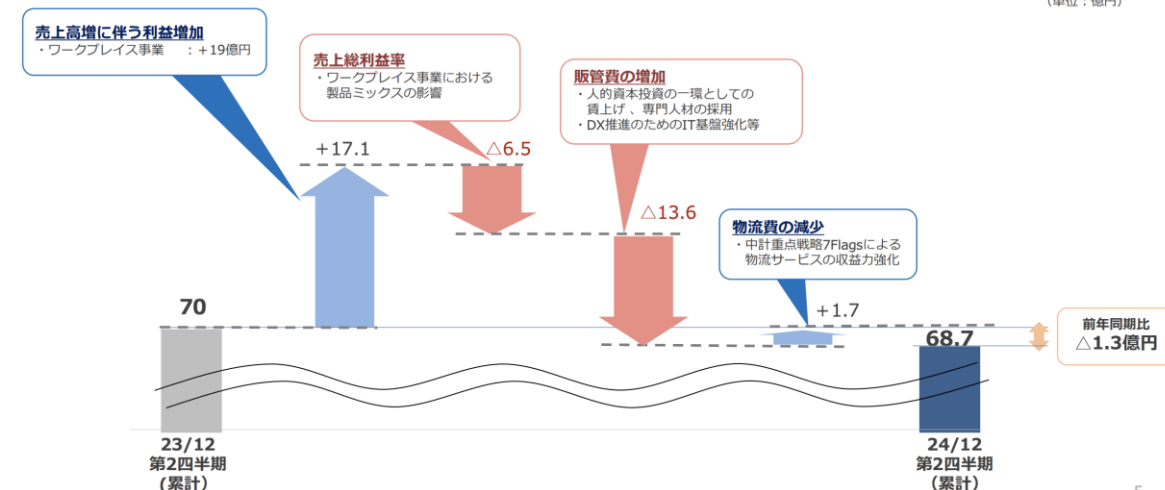 （単位：億円）
売上高増に伴う利益増加
・ワークプレイス事業　：+19億円
売上総利益率
・ワークプレイス事業における
製品ミックスの影響
販管費の増加
・人的資本投資の一環としての
賃上げ 、専門人材の採用
・DX推進のためのIT基盤強化等
+17.1
△6.5
△13.6
物流費の減少
・中計重点戦略7Flagsによる
物流サービスの収益力強化
+1.7
70
68.7
前年同期比
△1.3億円
23/12
第2四半期
(累計)
24/12
第2四半期
（累計）
5